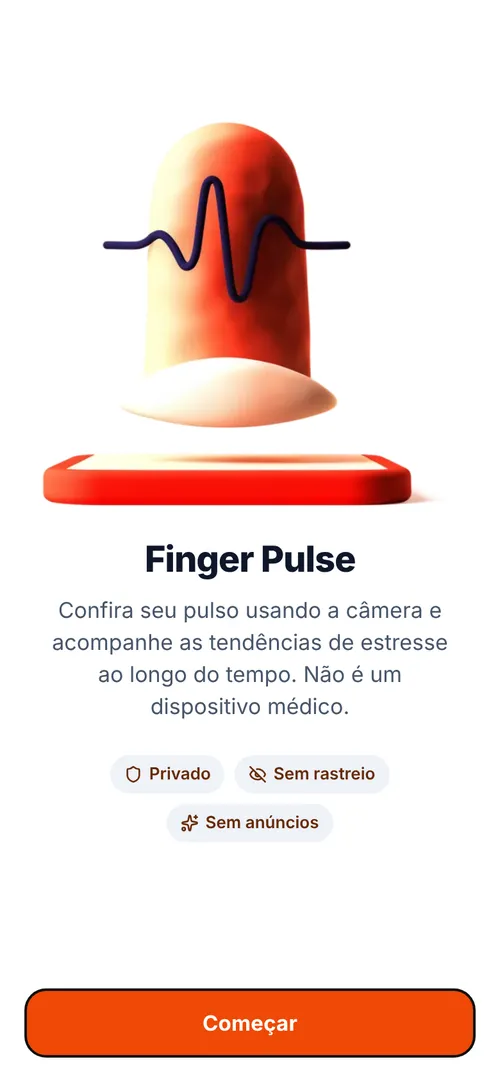 Finger Pulse
Confira seu pulso usando a câmera e
acompanhe as tendências de estresse
ao longo do tempo. Não é um
dispositivo médico.
Privado
Sem rastreio
Sem anúncios
Começar